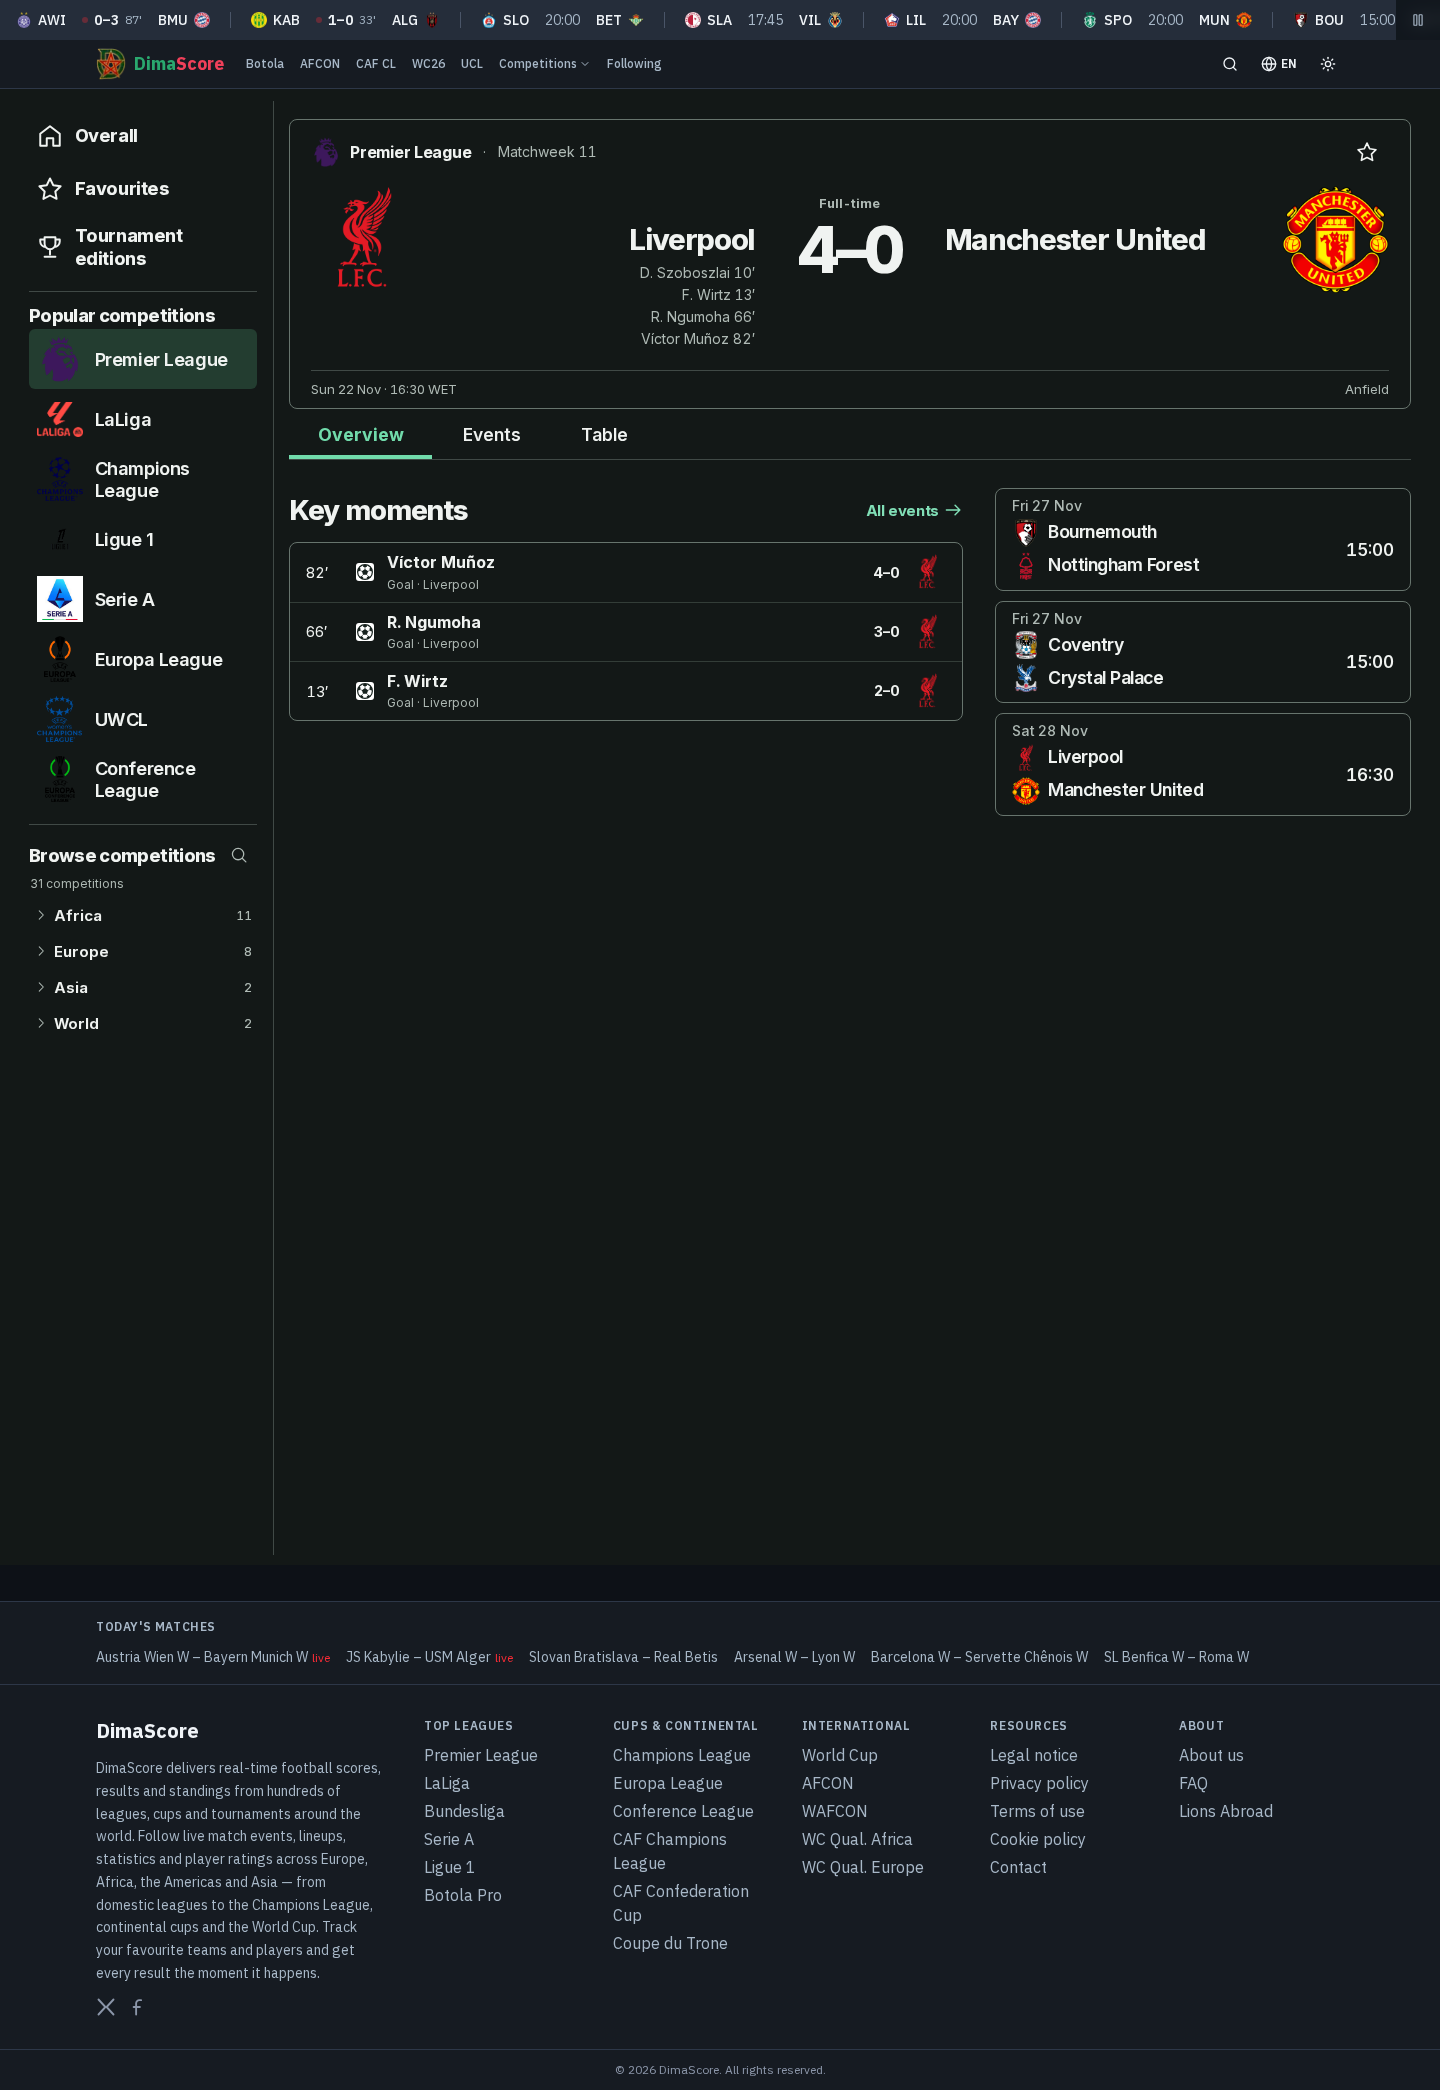 AWI 0–3 87' BMU KAB 1–0 33' ALG SLO 20:00 BET SLA 17:45 VIL LIL 20:00 BAY SPO 20:00 MUN BOU 15:00
DimaScore Botola AFCON CAF CL WC26 UCL Competitions Following EN
Overall
Favourites
Tournament
editions
Popular competitions
Premier League
LaLiga
Champions
League
Ligue 1
Serie A
Europa League
UWCL
Conference
League
Browse competitions
31 competitions
Africa 11
Europe 8
Asia 2
World 2
Premier League · Matchweek 11
Full-time
Liverpool 4–0 Manchester United
D. Szoboszlai 10'
F. Wirtz 13'
R. Ngumoha 66'
Víctor Muñoz 82'
L.F.C.
MANCHESTER
UNITED
Sun 22 Nov · 16:30 WET Anfield
Overview Events Table
Key moments All events
82' Víctor Muñoz 4–0
Goal · Liverpool
66' R. Ngumoha 3–0
Goal · Liverpool
13' F. Wirtz 2–0
Goal · Liverpool
Fri 27 Nov
Bournemouth
Nottingham Forest
15:00
Fri 27 Nov
Coventry
Crystal Palace
15:00
Sat 28 Nov
Liverpool
Manchester United
16:30
TODAY'S MATCHES
Austria Wien W – Bayern Munich W live JS Kabylie – USM Alger live Slovan Bratislava – Real Betis Arsenal W – Lyon W Barcelona W – Servette Chênois W SL Benfica W – Roma W
DimaScore
DimaScore delivers real-time football scores,
results and standings from hundreds of
leagues, cups and tournaments around the
world. Follow live match events, lineups,
statistics and player ratings across Europe,
Africa, the Americas and Asia — from
domestic leagues to the Champions League,
continental cups and the World Cup. Track
your favourite teams and players and get
every result the moment it happens.
TOP LEAGUES
Premier League
LaLiga
Bundesliga
Serie A
Ligue 1
Botola Pro
CUPS & CONTINENTAL
Champions League
Europa League
Conference League
CAF Champions
League
CAF Confederation
Cup
Coupe du Trone
INTERNATIONAL
World Cup
AFCON
WAFCON
WC Qual. Africa
WC Qual. Europe
RESOURCES
Legal notice
Privacy policy
Terms of use
Cookie policy
Contact
ABOUT
About us
FAQ
Lions Abroad
© 2026 DimaScore. All rights reserved.